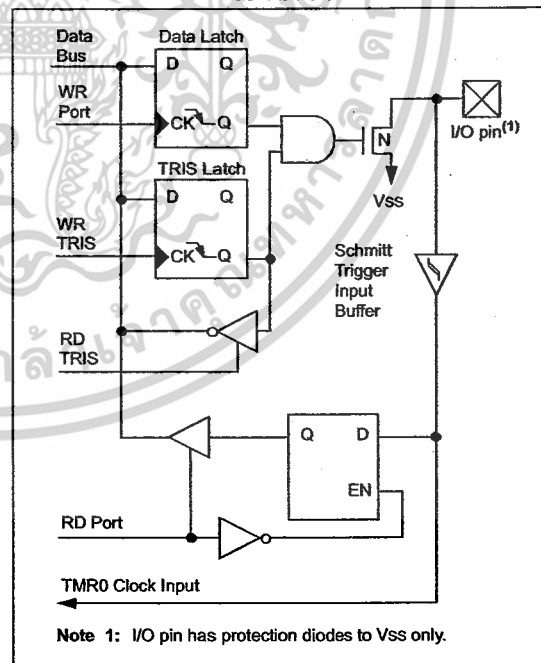 Data Bus
Data Latch
D Q
WR Port
CK Q
N
I/O pin(1)
VSS
TRIS Latch
D Q
WR TRIS
CK Q
Schmitt Trigger Input Buffer
RD TRIS
Q D
EN
RD Port
TMR0 Clock Input
Note 1: I/O pin has protection diodes to Vss only.